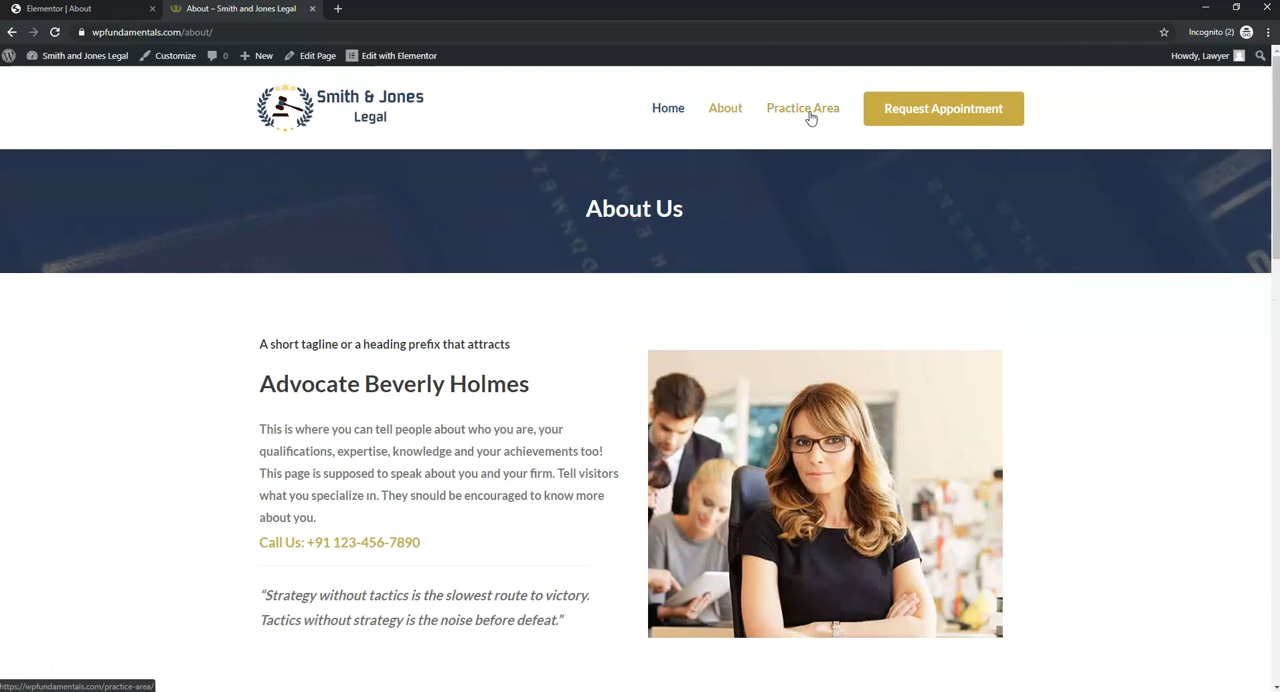 Elementor | About
About – Smith and Jones Legal
wpfundamentals.com/about/
Incognito (2)
Smith and Jones Legal
Customize
0
New
Edit Page
Edit with Elementor
Howdy, Lawyer
Smith & Jones
Legal
Home
About
Practice Area
Request Appointment
About Us
A short tagline or a heading prefix that attracts
Advocate Beverly Holmes
This is where you can tell people about who you are, your
qualifications, expertise, knowledge and your achievements too!
This page is supposed to speak about you and your firm. Tell visitors
what you specialize in. They should be encouraged to know more
about you.
Call Us: +91 123-456-7890
“Strategy without tactics is the slowest route to victory.
Tactics without strategy is the noise before defeat.”
https://wpfundamentals.com/practice-area/